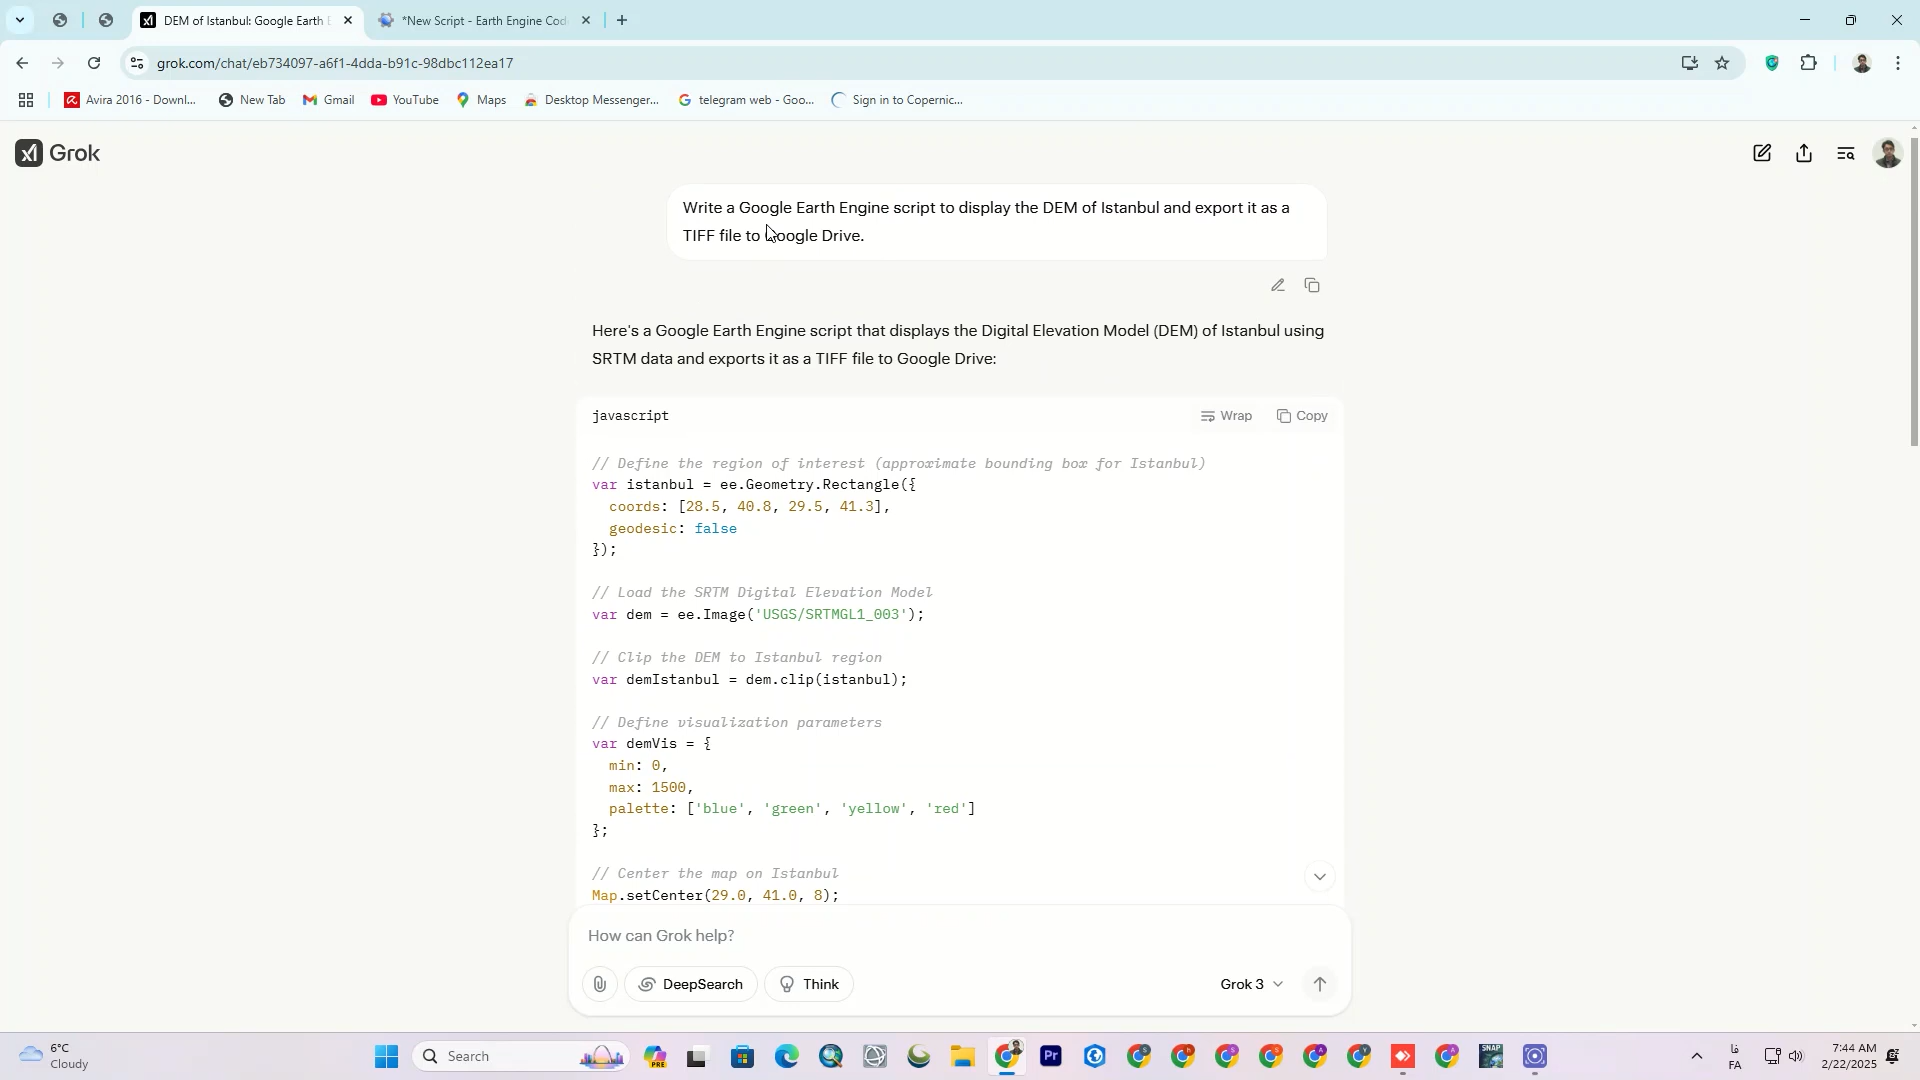 DEM of Istanbul: Google Earth E
*New Script - Earth Engine Cod
grok.com/chat/eb734097-a6f1-4dda-b91c-98dbc112ea17
Avira 2016 - Downl...
New Tab
Gmail
YouTube
Maps
Desktop Messenger...
telegram web - Goo...
Sign in to Copernic...
Grok
Write a Google Earth Engine script to display the DEM of Istanbul and export it as a
TIFF file to Google Drive.
Here's a Google Earth Engine script that displays the Digital Elevation Model (DEM) of Istanbul using
SRTM data and exports it as a TIFF file to Google Drive:
javascript
Wrap
Copy
// Define the region of interest (approximate bounding box for Istanbul)
var istanbul = ee.Geometry.Rectangle({
coords: [28.5, 40.8, 29.5, 41.3],
geodesic: false
});
// Load the SRTM Digital Elevation Model
var dem = ee.Image('USGS/SRTMGL1_003');
// Clip the DEM to Istanbul region
var demIstanbul = dem.clip(istanbul);
// Define visualization parameters
var demVis = {
min: 0,
max: 1500,
palette: ['blue', 'green', 'yellow', 'red']
};
// Center the map on Istanbul
Map.setCenter(29.0, 41.0, 8);
How can Grok help?
DeepSearch
Think
Grok 3
6°C
Cloudy
Search
PRE
Pr
SNAP
فا
FA
7:44 AM
2/22/2025